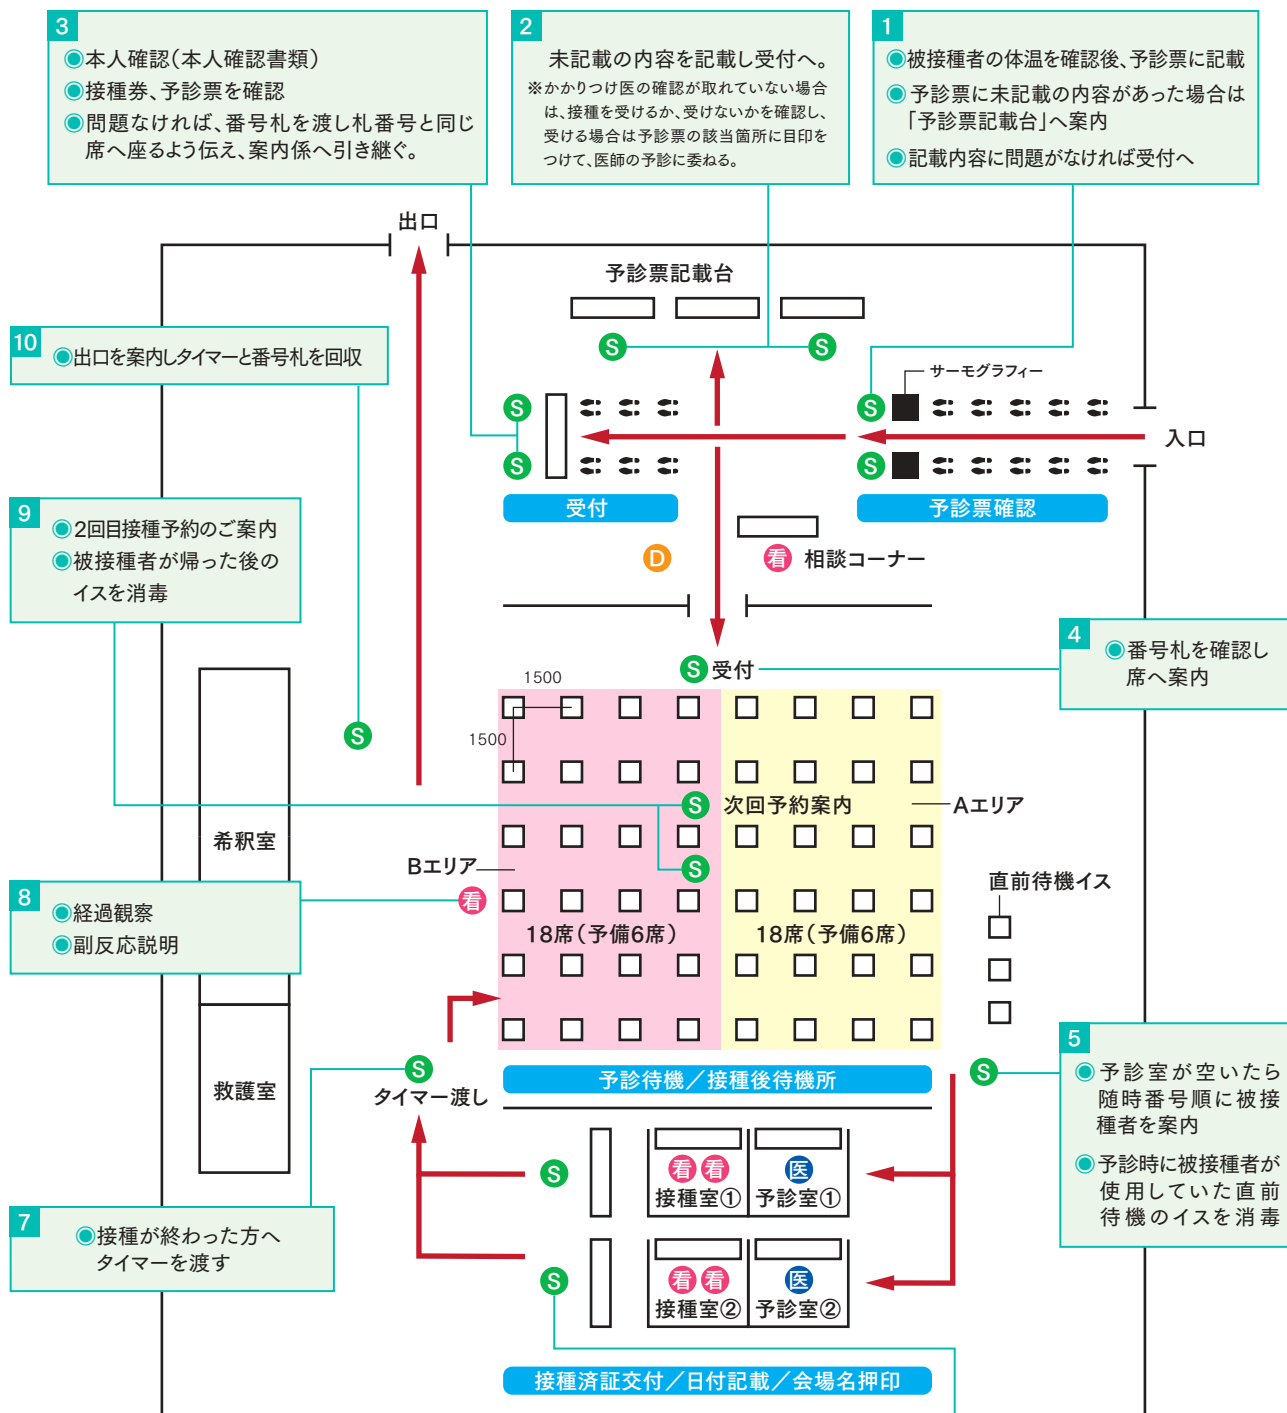 3
◉本人確認(本人確認書類)
◉接種券、予診票を確認
◉問題なければ、番号札を渡し札番号と同じ
席へ座るよう伝え、案内係へ引き継ぐ。
2
未記載の内容を記載し受付へ。
※かかりつけ医の確認が取れていない場合
は、接種を受けるか、受けないかを確認し、
受ける場合は予診票の該当箇所に目印を
つけて、医師の予診に委ねる。
1
◉被接種者の体温を確認後、予診票に記載
◉予診票に未記載の内容があった場合は
「予診票記載台」へ案内
◉記載内容に問題がなければ受付へ
出口
予診票記載台
10
◉出口を案内しタイマーと番号札を回収
S
S
サーモグラフィー
S
S
入口
S
S
受付
予診票確認
9
◉2回目接種予約のご案内
◉被接種者が帰った後の
イスを消毒
D
看 相談コーナー
4
◉番号札を確認し
席へ案内
S 受付
1500
1500
S
S 次回予約案内
Aエリア
希釈室
Bエリア
S
直前待機イス
8
◉経過観察
◉副反応説明
看
18席(予備6席)
18席(予備6席)
5
◉予診室が空いたら
随時番号順に被接
種者を案内
◉予診時に被接種者が
使用していた直前
待機のイスを消毒
S
S
タイマー渡し
予診待機/接種後待機所
救護室
7
◉接種が終わった方へ
タイマーを渡す
S
看 看
接種室①
医
予診室①
S
看 看
接種室②
医
予診室②
接種済証交付/日付記載/会場名押印